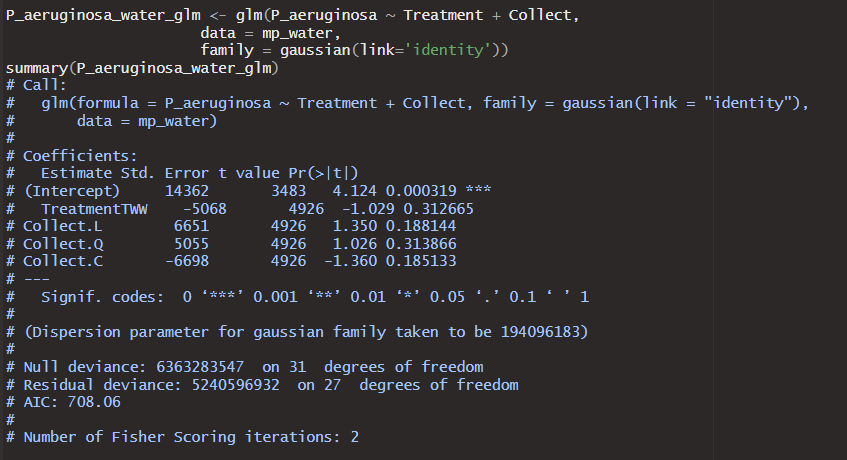 P_aeruginosa_water_glm <- glm(P_aeruginosa ~ Treatment + Collect,
data = mp_water,
family = gaussian(link='identity'))
summary(P_aeruginosa_water_glm)
# Call:
#   glm(formula = P_aeruginosa ~ Treatment + Collect, family = gaussian(link = "identity"),
#       data = mp_water)
#
# Coefficients:
#   Estimate Std. Error t value Pr(>|t|)
# (Intercept)     14362       3483   4.124 0.000319 ***
#   TreatmentTWW    -5068       4926  -1.029 0.312665
# Collect.L        6651       4926   1.350 0.188144
# Collect.Q        5055       4926   1.026 0.313866
# Collect.C       -6698       4926  -1.360 0.185133
# ---
#   Signif. codes:  0 ‘***’ 0.001 ‘**’ 0.01 ‘*’ 0.05 ‘.’ 0.1 ‘ ’ 1
#
# (Dispersion parameter for gaussian family taken to be 194096183)
#
# Null deviance: 6363283547  on 31  degrees of freedom
# Residual deviance: 5240596932  on 27  degrees of freedom
# AIC: 708.06
#
# Number of Fisher Scoring iterations: 2